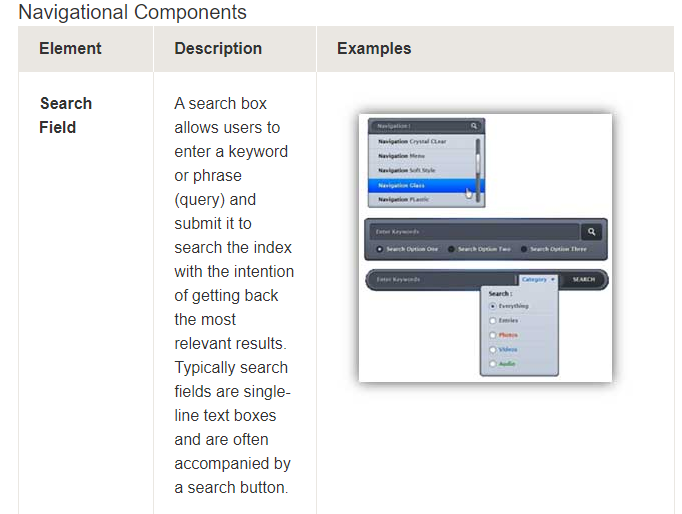 Navigational Components
Element
Description
Examples
Search
Field
A search box
allows users to
enter a keyword
or phrase
(query) and
submit it to
search the index
with the intention
of getting back
the most
relevant results.
Typically search
fields are single-
line text boxes
and are often
accompanied by
a search button.
Navigation :
Navigation Crystal CLear
Navigation Menu
Navigation Soft Style
Navigation Glass
Navigation PLastic
Enter Keywords
Search Option One
Search Option Two
Search Option Three
Enter Keywords
Category
SEARCH
Search :
Everything
Entries
Photos
Videos
Audio